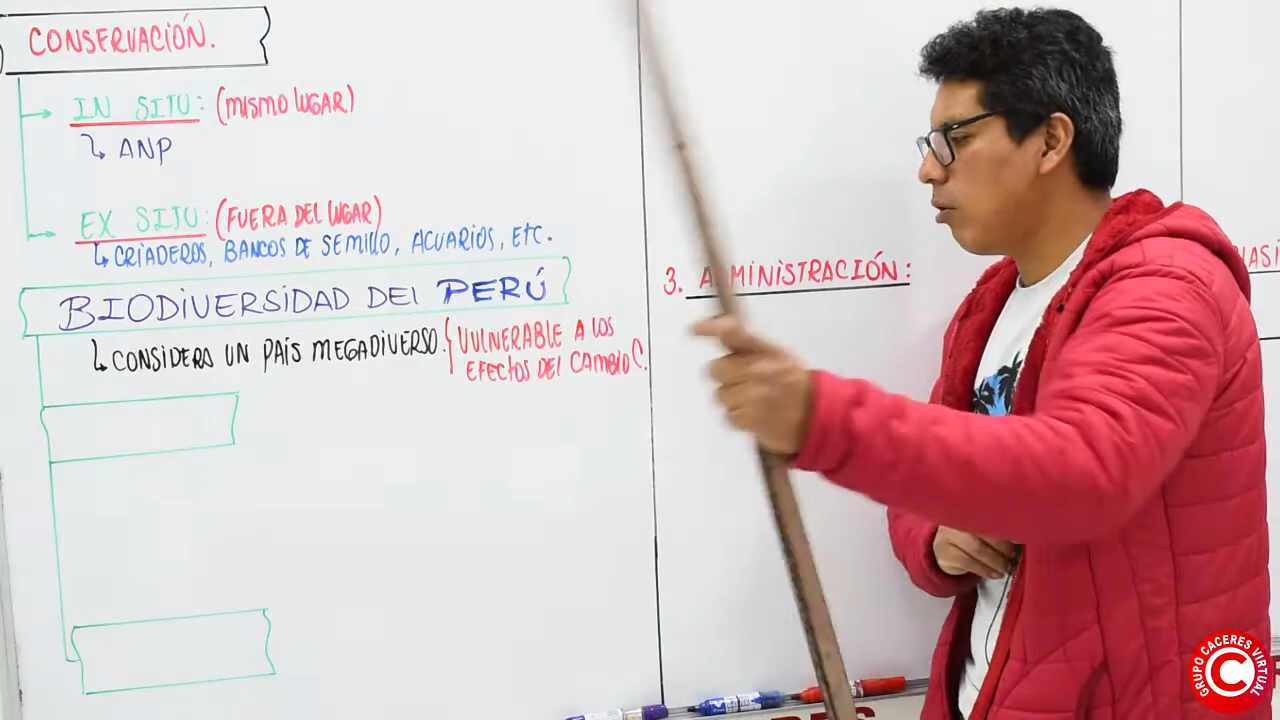 CONSERVACIÓN.
IN SITU: (MISMO LUGAR)
ANP
EX SITU: (FUERA DEL LUGAR)
CRIADEROS, BANCOS DE SEMILLO, ACUARIOS, ETC.
BIODIVERSIDAD DEL PERÚ
CONSIDERA UN PAÍS MEGADIVERSO. {VULNERABLE A LOS
EFECTOS DEL CAMBIO C.
3. ADMINISTRACIÓN:
GRUPO CACERES VIRTUAL
C